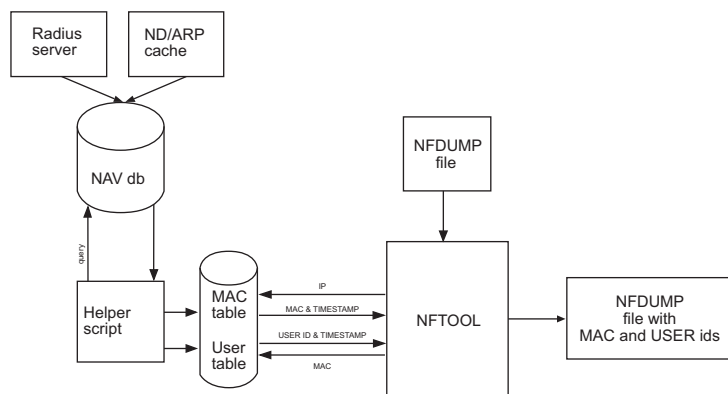 Radius
server
ND/ARP
cache
NAV db
query
Helper
script
MAC
table
User
table
IP
MAC & TIMESTAMP
USER ID & TIMESTAMP
MAC
NFDUMP
file
NFTOOL
NFDUMP
file with
MAC and USER ids